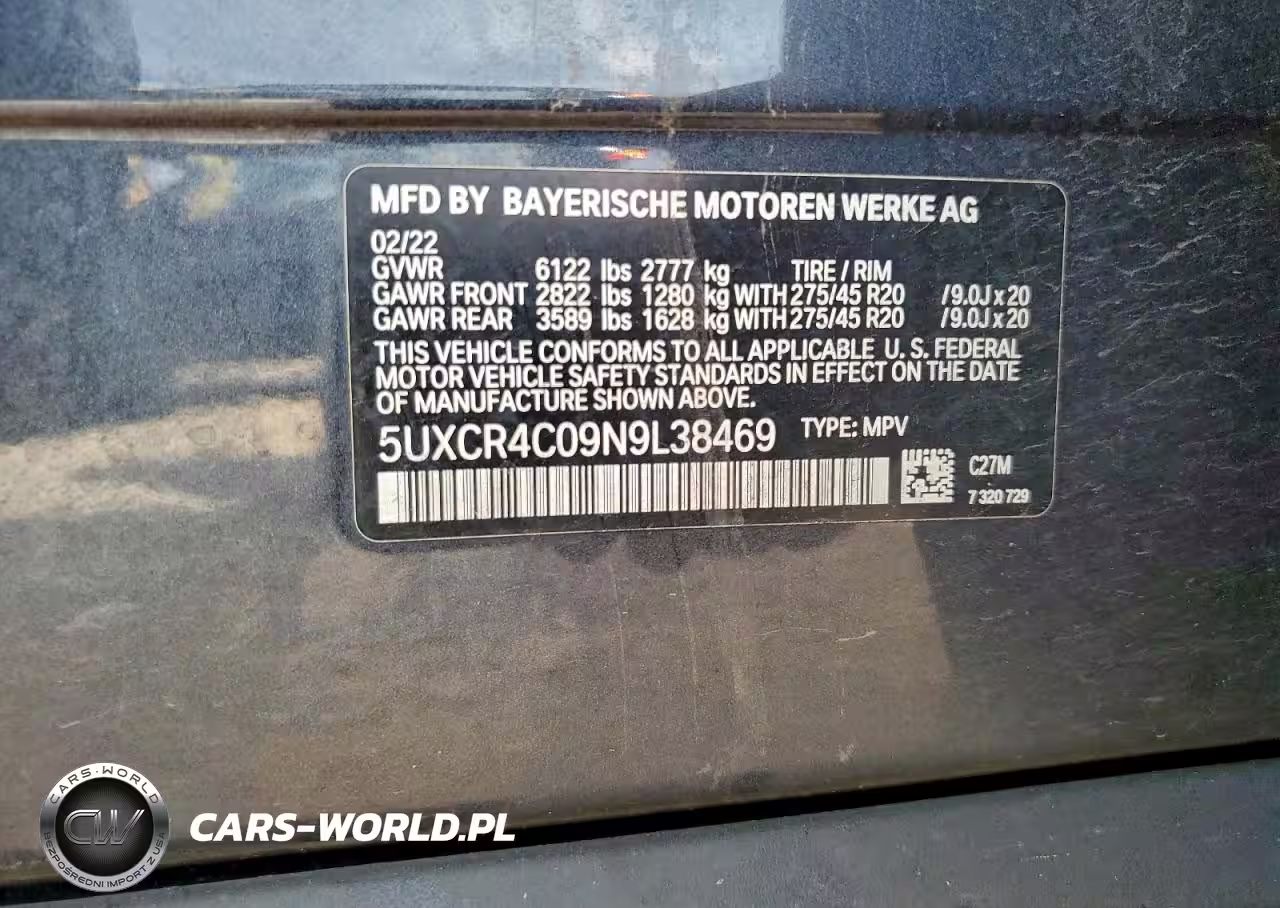 MFD BY BAYERISCHE MOTOREN WERKE AG
02/22
GVWR 6122 lbs 2777 kg TIRE / RIM
GAWR FRONT 2822 lbs 1280 kg WITH 275/45 R20 / 9.0J x 20
GAWR REAR 3589 lbs 1628 kg WITH 275/45 R20 / 9.0J x 20
THIS VEHICLE CONFORMS TO ALL APPLICABLE U. S. FEDERAL
MOTOR VEHICLE SAFETY STANDARDS IN EFFECT ON THE DATE
OF MANUFACTURE SHOWN ABOVE.
5UXCR4C09N9L38469 TYPE: MPV
C27M
7 320 729
CARS-WORLD
CW
BEZPOŚREDNI IMPORT Z USA
CARS-WORLD.PL